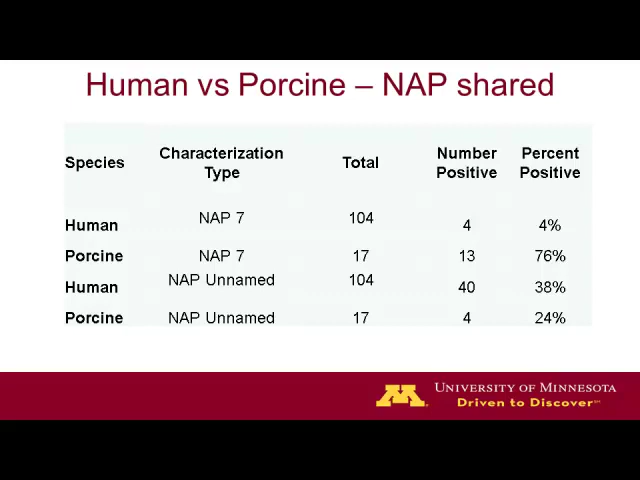 Human vs Porcine – NAP shared
Species Characterization Type Total Number Positive Percent Positive
Human NAP 7 104 4 4%
Porcine NAP 7 17 13 76%
Human NAP Unnamed 104 40 38%
Porcine NAP Unnamed 17 4 24%
M
UNIVERSITY OF MINNESOTA
Driven to Discover℠